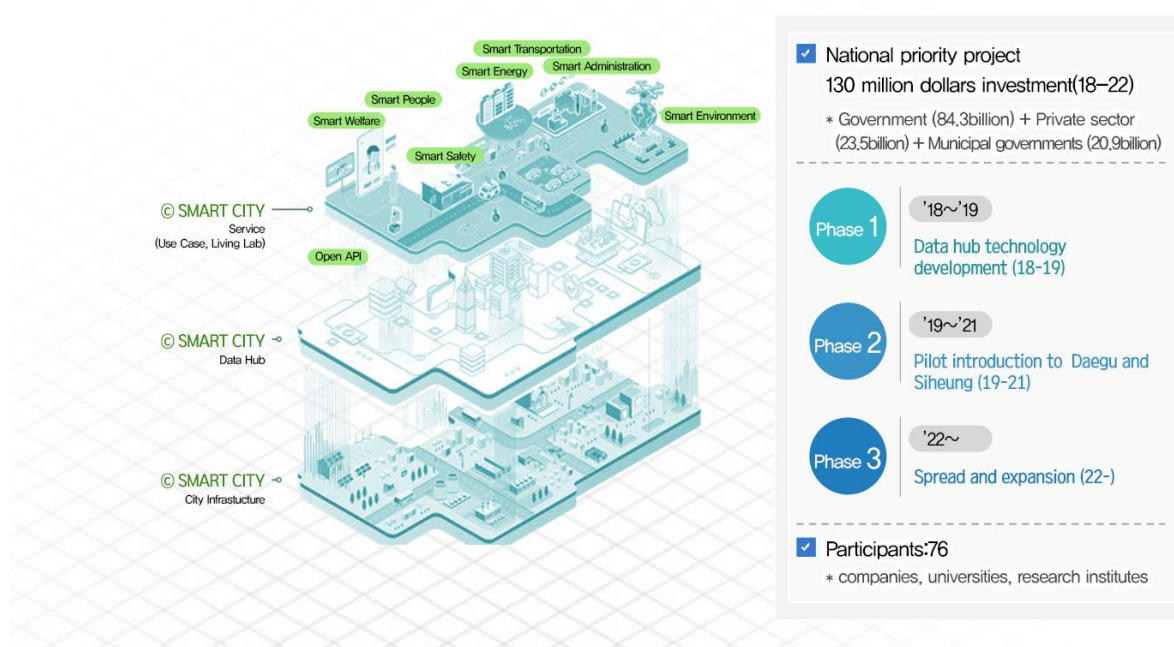 Smart Transportation
Smart Energy
Smart Administration
Smart People
Smart Welfare
Smart Environment
80%
Smart Safety
© SMART CITY
Service
(Use Case, Living Lab)
Open API
© SMART CITY
Data Hub
© SMART CITY
City Infrastucture
National priority project
130 million dollars investment(18–22)
* Government (84,3billion) + Private sector
(23,5billion) + Municipal governments (20,9billion)
Phase 1
'18~'19
Data hub technology
development (18-19)
Phase 2
'19~'21
Pilot introduction to Daegu and
Siheung (19-21)
Phase 3
'22~
Spread and expansion (22-)
Participants:76
* companies, universities, research institutes